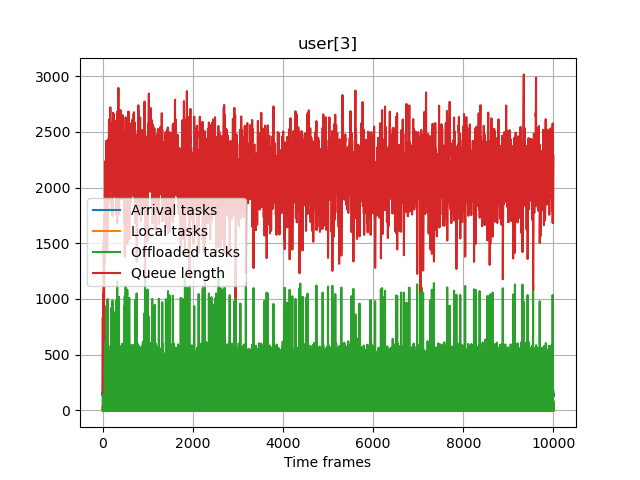 user[3]
3000
2500
2000
1500
1000
500
0
Arrival tasks
Local tasks
Offloaded tasks
Queue length
0 2000 4000 6000 8000 10000
Time frames